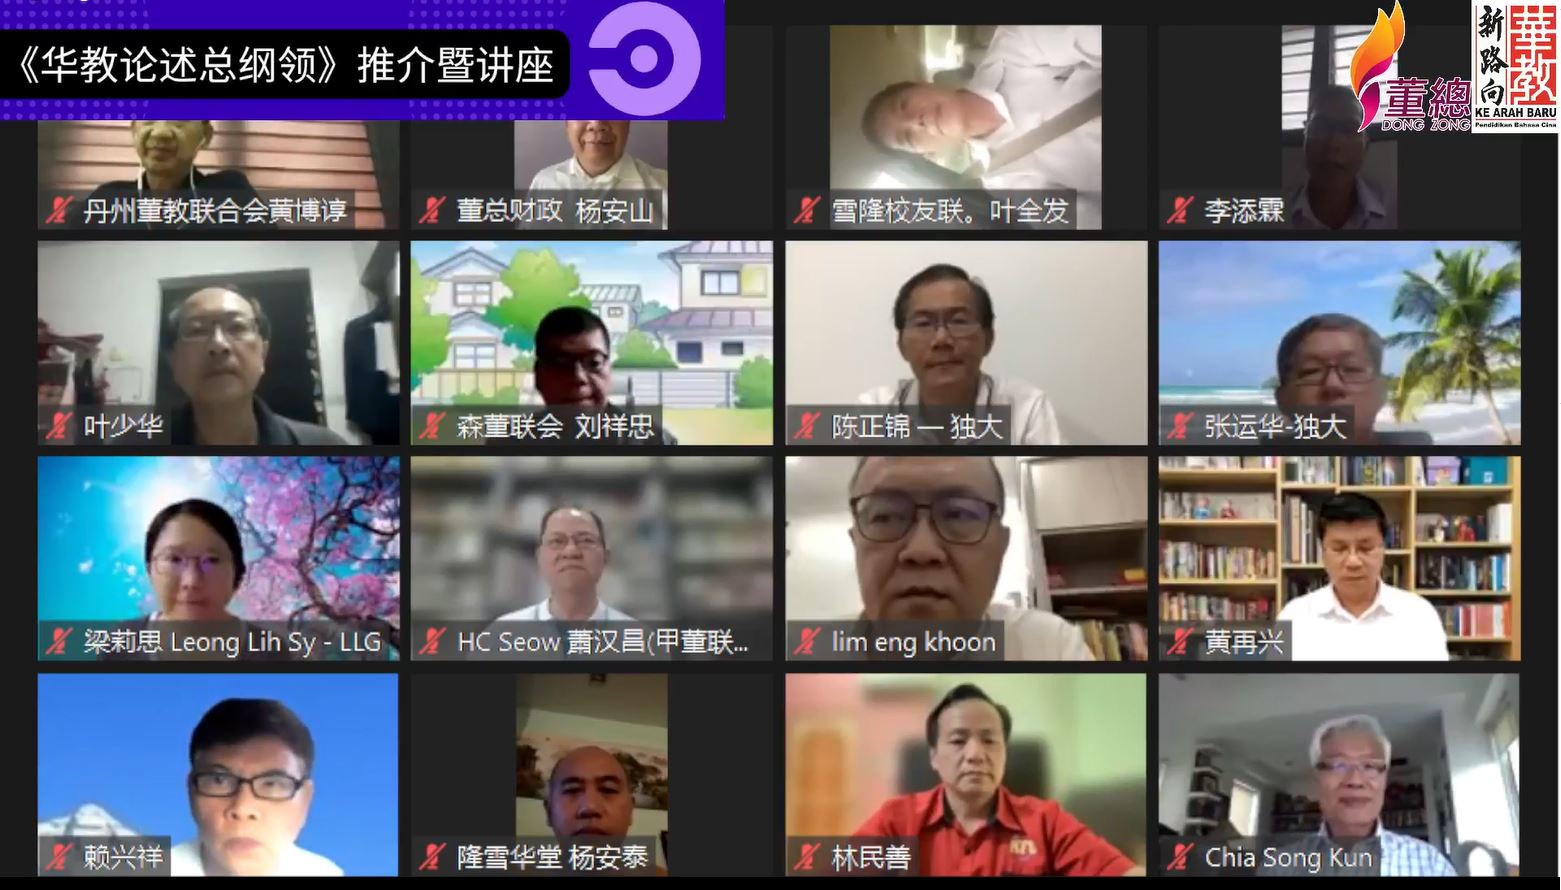 《华教论述总纲领》推介暨讲座
董總
DONG ZONG
新路向
華教
KE ARAH BARU
Pendidikan Bahasa Cina
丹州董教联合会黄博谆
董总财政 杨安山
雪隆校友联。叶全发
李添霖
叶少华
森董联会 刘祥忠
陈正锦 — 独大
张运华-独大
梁莉思 Leong Lih Sy - LLG
HC Seow 萧汉昌(甲董联...
lim eng khoon
黄再兴
赖兴祥
隆雪华堂 杨安泰
林民善
Chia Song Kun